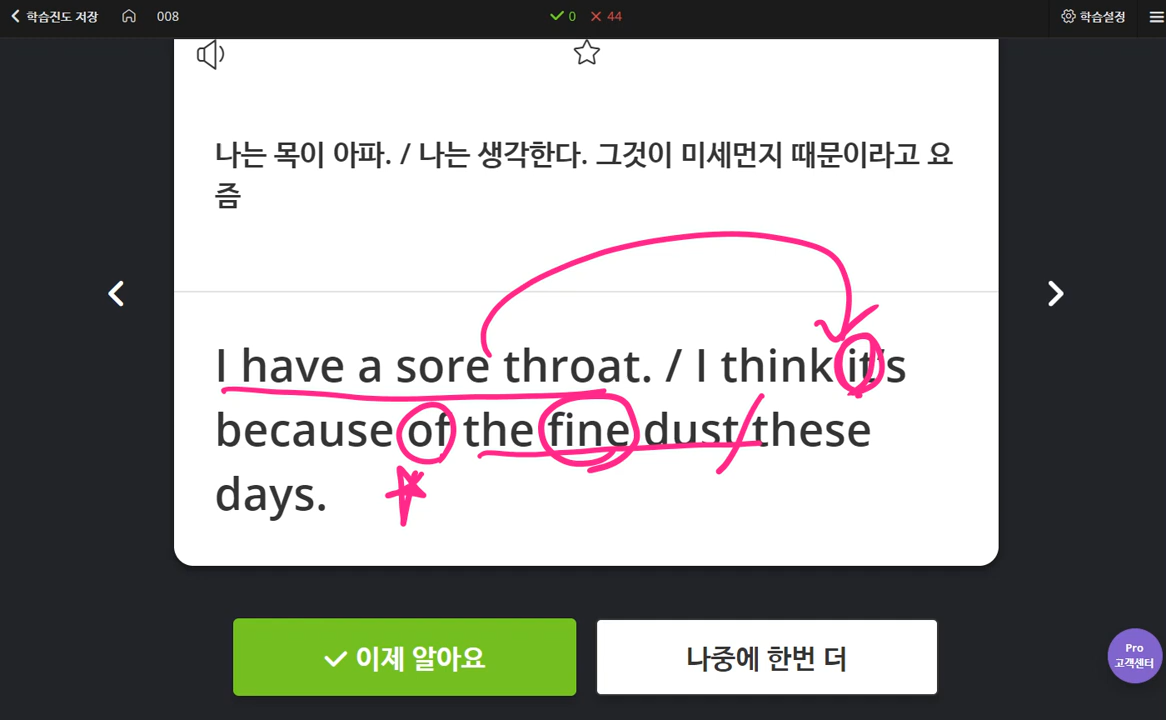 학습진도 저장
008
0
44
학습설정
나는 목이 아파. / 나는 생각한다. 그것이 미세먼지 때문이라고 요
즘
I have a sore throat. / I think it's
because of the fine dust these
days.
이제 알아요
나중에 한번 더
Pro
고객센터